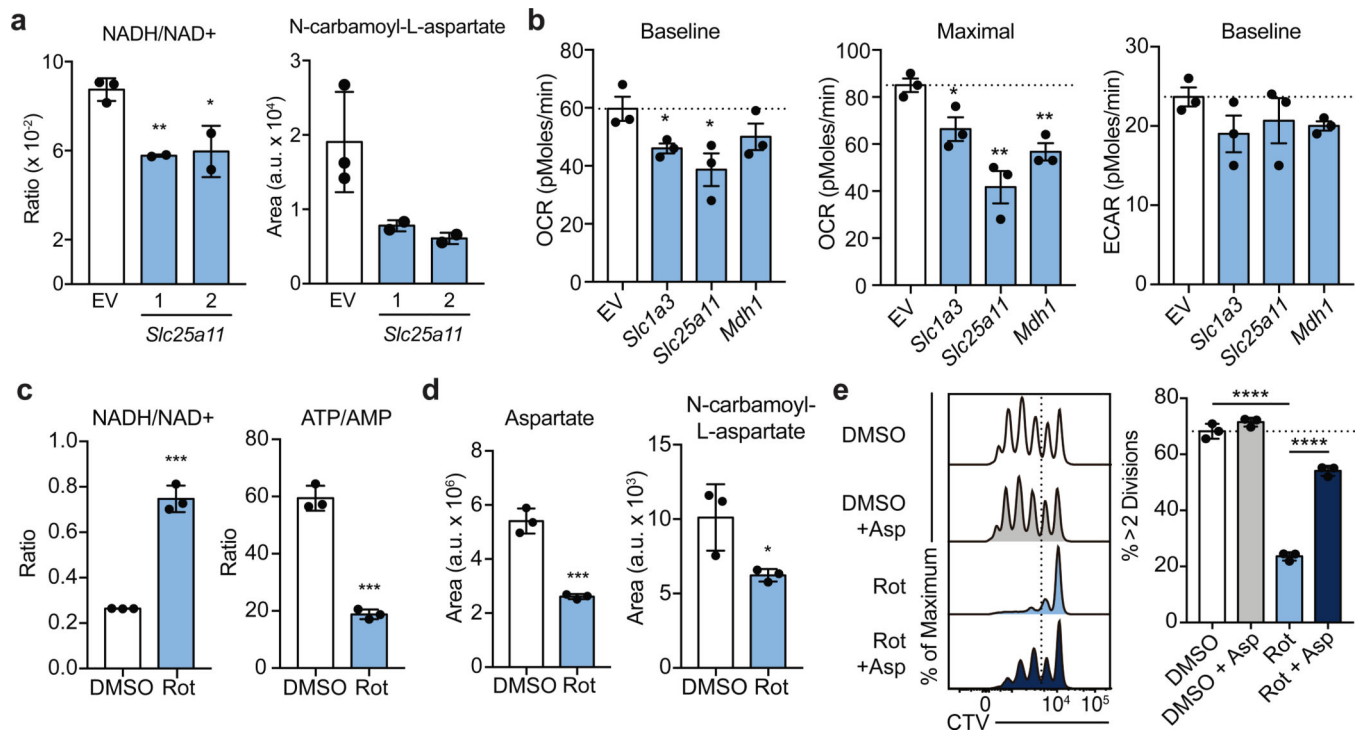 a
NADH/NAD+
Ratio (x 10-2)
10
8
6
4
2
0
**
*
EV
1
2
Slc25a11
N-carbamoyl-L-aspartate
Area (a.u. x 10⁴)
3
2
1
0
EV
1
2
Slc25a11
b
Baseline
OCR (pMoles/min)
80
60
40
20
0
*
*
EV
Slc1a3
Slc25a11
Mdh1
Maximal
OCR (pMoles/min)
100
80
60
40
20
0
*
**
**
EV
Slc1a3
Slc25a11
Mdh1
Baseline
ECAR (pMoles/min)
30
20
10
0
EV
Slc1a3
Slc25a11
Mdh1
c
NADH/NAD+
Ratio
1.0
0.8
0.6
0.4
0.2
0.0
***
DMSO Rot
ATP/AMP
Ratio
80
60
40
20
0
***
DMSO Rot
d
Aspartate
Area (a.u. x 10⁶)
8
6
4
2
0
***
DMSO Rot
N-carbamoyl-
L-aspartate
Area (a.u. x 10³)
15
10
5
0
*
DMSO Rot
e
% of Maximum
DMSO
DMSO
+Asp
Rot
Rot
+Asp
0
10⁴
10⁵
CTV
% >2 Divisions
80
60
40
20
0
****
****
DMSO
DMSO + Asp
Rot
Rot + Asp